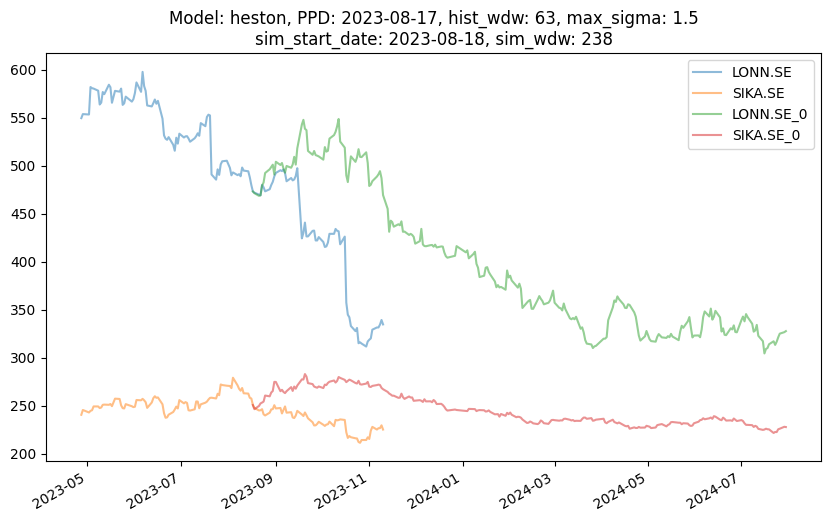 Model: heston, PPD: 2023-08-17, hist_wdw: 63, max_sigma: 1.5
sim_start_date: 2023-08-18, sim_wdw: 238
600
550
500
450
400
350
300
250
200
LONN.SE
SIKA.SE
LONN.SE_0
SIKA.SE_0
2023-05
2023-07
2023-09
2023-11
2024-01
2024-03
2024-05
2024-07